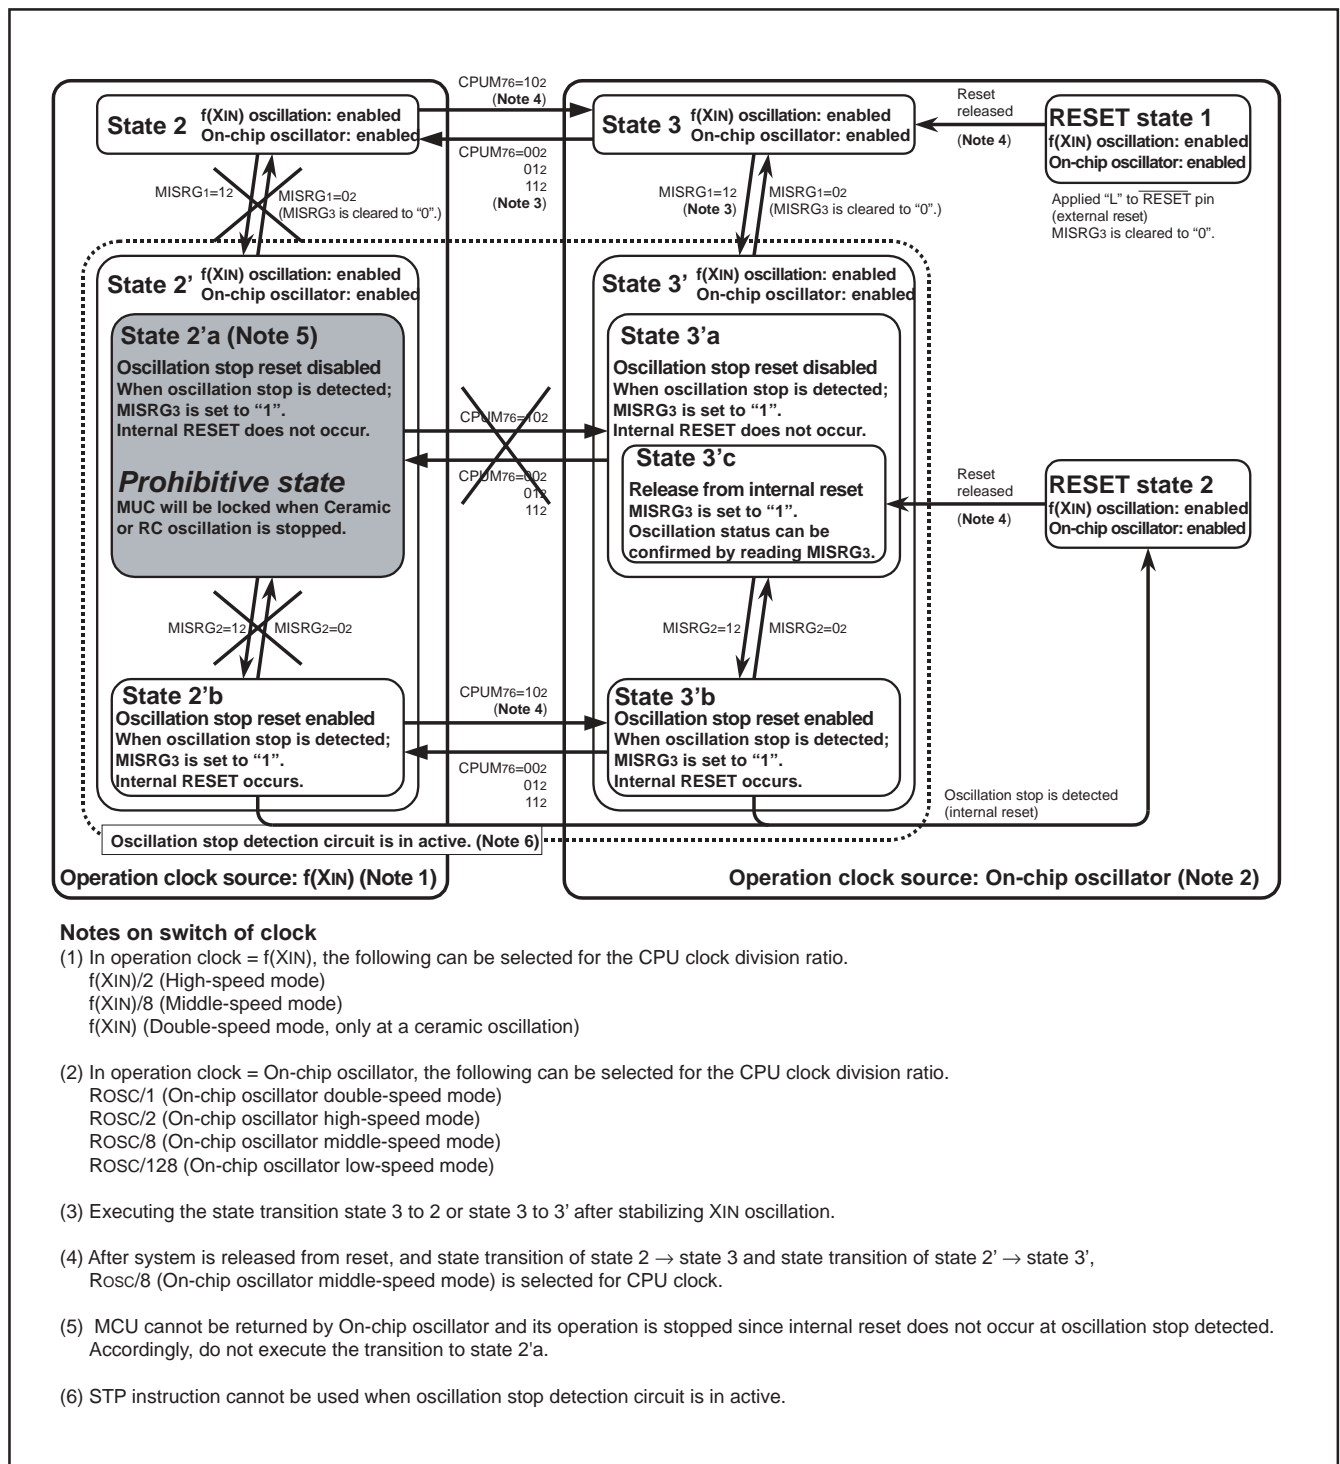 CPUM76=102
(Note 4)
State 2
f(XIN) oscillation: enabled
On-chip oscillator: enabled
State 3
f(XIN) oscillation: enabled
On-chip oscillator: enabled
Reset
released
(Note 4)
RESET state 1
f(XIN) oscillation: enabled
On-chip oscillator: enabled
CPUM76=002
012
112
(Note 3)
MISRG1=12
MISRG1=02
(MISRG3 is cleared to “0”.)
MISRG1=12
(Note 3)
MISRG1=02
(MISRG3 is cleared to “0”.)
Applied “L” to RESET pin
(external reset)
MISRG3 is cleared to “0”.
State 2'
f(XIN) oscillation: enabled
On-chip oscillator: enabled
State 2'a (Note 5)
Oscillation stop reset disabled
When oscillation stop is detected;
MISRG3 is set to “1”.
Internal RESET does not occur.
Prohibitive state
MUC will be locked when Ceramic
or RC oscillation is stopped.
CPUM76=102
CPUM76=002
012
112
State 3'
f(XIN) oscillation: enabled
On-chip oscillator: enabled
State 3'a
Oscillation stop reset disabled
When oscillation stop is detected;
MISRG3 is set to “1”.
Internal RESET does not occur.
State 3'c
Release from internal reset
MISRG3 is set to “1”.
Oscillation status can be
confirmed by reading MISRG3.
Reset
released
(Note 4)
RESET state 2
f(XIN) oscillation: enabled
On-chip oscillator: enabled
MISRG2=12
MISRG2=02
MISRG2=12
MISRG2=02
State 2'b
Oscillation stop reset enabled
When oscillation stop is detected;
MISRG3 is set to “1”.
Internal RESET occurs.
CPUM76=102
(Note 4)
CPUM76=002
012
112
State 3'b
Oscillation stop reset enabled
When oscillation stop is detected;
MISRG3 is set to “1”.
Internal RESET occurs.
Oscillation stop is detected
(internal reset)
Oscillation stop detection circuit is in active. (Note 6)
Operation clock source: f(XIN) (Note 1)
Operation clock source: On-chip oscillator (Note 2)
Notes on switch of clock
(1) In operation clock = f(XIN), the following can be selected for the CPU clock division ratio.
f(XIN)/2 (High-speed mode)
f(XIN)/8 (Middle-speed mode)
f(XIN) (Double-speed mode, only at a ceramic oscillation)
(2) In operation clock = On-chip oscillator, the following can be selected for the CPU clock division ratio.
ROSC/1 (On-chip oscillator double-speed mode)
ROSC/2 (On-chip oscillator high-speed mode)
ROSC/8 (On-chip oscillator middle-speed mode)
ROSC/128 (On-chip oscillator low-speed mode)
(3) Executing the state transition state 3 to 2 or state 3 to 3’ after stabilizing XIN oscillation.
(4) After system is released from reset, and state transition of state 2 → state 3 and state transition of state 2’ → state 3’,
ROSC/8 (On-chip oscillator middle-speed mode) is selected for CPU clock.
(5) MCU cannot be returned by On-chip oscillator and its operation is stopped since internal reset does not occur at oscillation stop detected.
Accordingly, do not execute the transition to state 2’a.
(6) STP instruction cannot be used when oscillation stop detection circuit is in active.